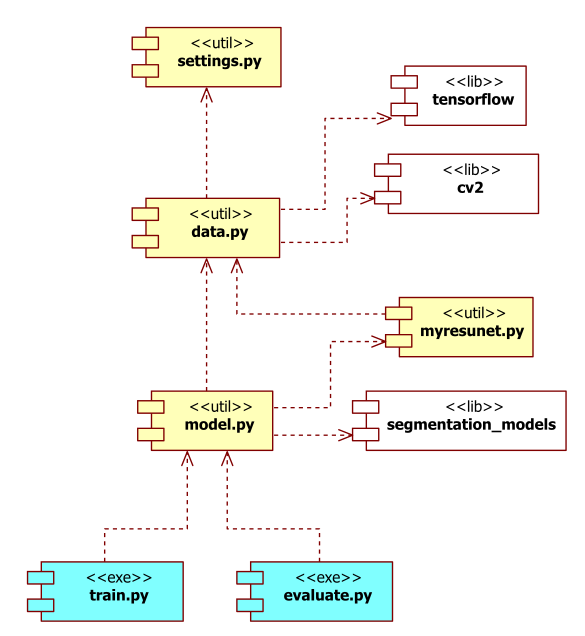 <<util>>
settings.py
<<lib>>
tensorflow
<<lib>>
cv2
<<util>>
data.py
<<util>>
myresunet.py
<<util>>
model.py
<<lib>>
segmentation_models
<<exe>>
train.py
<<exe>>
evaluate.py